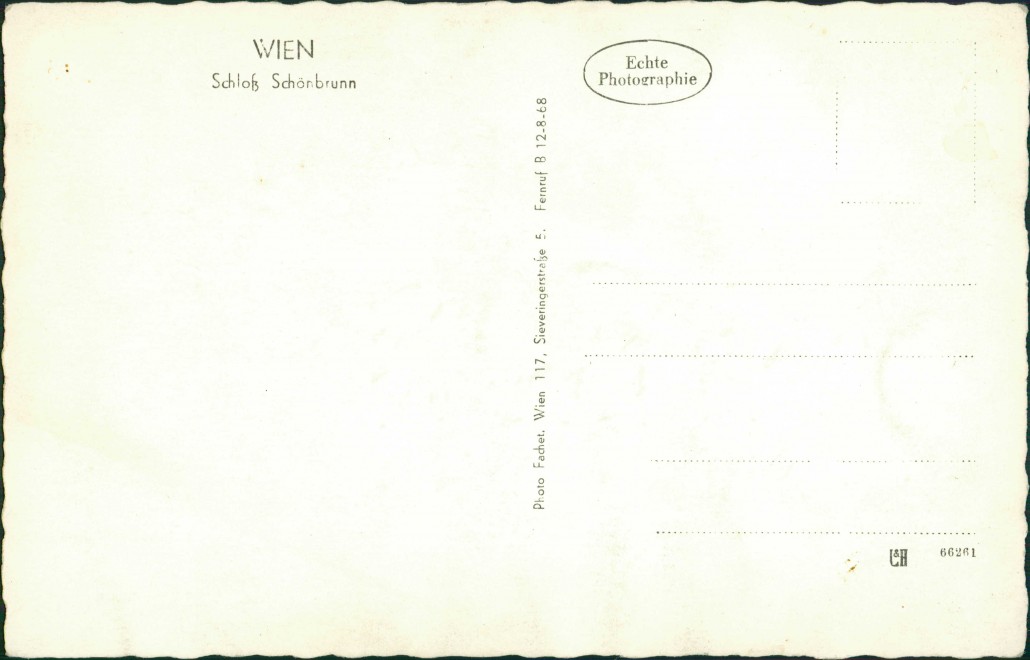 WIEN
Schloß Schönbrunn
Photo Fachet, Wien 117, Sieveringerstraße 5. Fernruf B 12-8-68
Echte
Photographie
L&H 66261